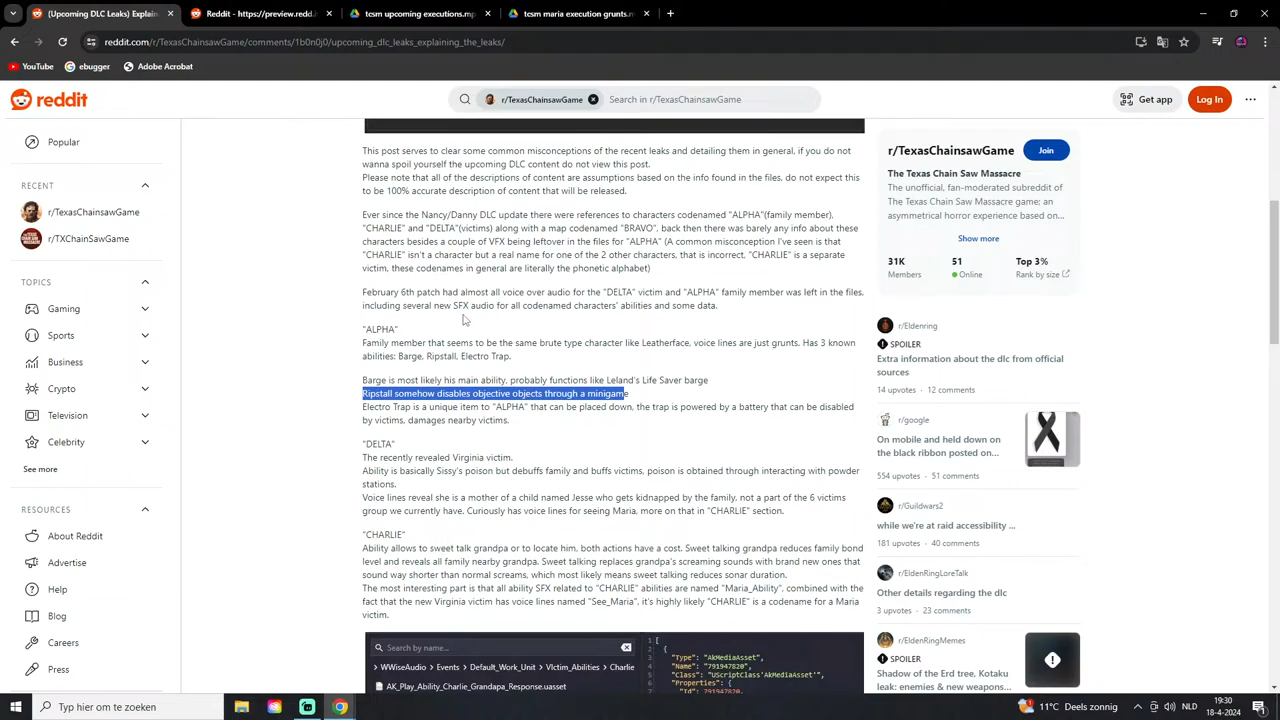 (Upcoming DLC Leaks) Explain
Reddit - https://preview.redd.it
tcsm upcoming executions.mp
tcsm maria execution grunts.m
reddit.com/r/TexasChainsawGame/comments/1b0n0j0/upcoming_dlc_leaks_explaining_the_leaks/
YouTube
ebugger
Adobe Acrobat
reddit
r/TexasChainsawGame
Search in r/TexasChainsawGame
Get app
Log In
Popular
RECENT
r/TexasChainsawGame
r/TXChainSawGame
TOPICS
Gaming
Sports
Business
Crypto
Television
Celebrity
See more
RESOURCES
About Reddit
Advertise
Help
Blog
Careers
Press
This post serves to clear some common misconceptions of the recent leaks and detailing them in general, if you do not
wanna spoil yourself the upcoming DLC content do not view this post.
Please note that all of the descriptions of content are assumptions based on the info found in the files, do not expect this
to be 100% accurate description of content that will be released.
Ever since the Nancy/Danny DLC update there were references to characters codenamed "ALPHA"(family member),
"CHARLIE" and "DELTA"(victims) along with a map codenamed "BRAVO", back then there was barely any info about these
characters besides a couple of VFX being leftover in the files for "ALPHA" (A common misconception I've seen is that
"CHARLIE" isn't a character but a real name for one of the 2 other characters, that is incorrect, "CHARLIE" is a separate
victim, these codenames in general are literally the phonetic alphabet)
February 6th patch had almost all voice over audio for the "DELTA" victim and "ALPHA" family member was left in the files,
including several new SFX audio for all codenamed characters' abilities and some data.
"ALPHA"
Family member that seems to be the same brute type character like Leatherface, voice lines are just grunts. Has 3 known
abilities: Barge, Ripstall, Electro Trap.
Barge is most likely his main ability, probably functions like Leland's Life Saver barge
Ripstall somehow disables objective objects through a minigame
Electro Trap is a unique item to "ALPHA" that can be placed down, the trap is powered by a battery that can be disabled
by victims, damages nearby victims.
"DELTA"
The recently revealed Virginia victim.
Ability is basically Sissy's poison but debuffs family and buffs victims, poison is obtained through interacting with powder
stations.
Voice lines reveal she is a mother of a child named Jesse who gets kidnapped by the family, not a part of the 6 victims
group we currently have. Curiously has voice lines for seeing Maria, more on that in "CHARLIE" section.
"CHARLIE"
Ability allows to sweet talk grandpa or to locate him, both actions have a cost. Sweet talking grandpa reduces family bond
level and reveals all family nearby grandpa. Sweet talking replaces grandpa's screaming sounds with brand new ones that
sound way shorter than normal screams, which most likely means sweet talking reduces sonar duration.
The most interesting part is that all ability SFX related to "CHARLIE" abilities are named "Maria_Ability", combined with the
fact that the new Virginia victim has voice lines named "See_Maria", it's highly likely "CHARLIE" is a codename for a Maria
victim.
Search by name...
WWiseAudio > Events > Default_Work_Unit > VIctim_Abilities > Charlie
AK_Play_Ability_Charlie_Grandapa_Response.uasset
1 [
2 {
3 "Type": "AkMediaAsset",
4 "Name": "791947820",
5 "Class": "UScriptClass'AkMediaAsset'",
6 "Properties": {
7 "Id": 791947820,
r/TexasChainsawGame
Join
The Texas Chain Saw Massacre
The unofficial, fan-moderated subreddit of
The Texas Chain Saw Massacre game: an
asymmetrical horror experience based on...
Show more
31K
51
Top 3%
Members
Online
Rank by size
r/Eldenring
SPOILER
Extra information about the dlc from official
sources
14 upvotes · 12 comments
r/google
On mobile and held down on
the black ribbon posted on...
554 upvotes · 51 comments
r/Guildwars2
while we're at raid accessibility ...
181 upvotes · 40 comments
r/EldenRingLoreTalk
Other details regarding the dlc
3 upvotes · 23 comments
r/EldenRingMemes
SPOILER
Shadow of the Erd tree, Kotaku
leak: enemies & new weapons...
Typ hier om te zoeken
11°C Deels zonnig
NLD
19:30
18-4-2024